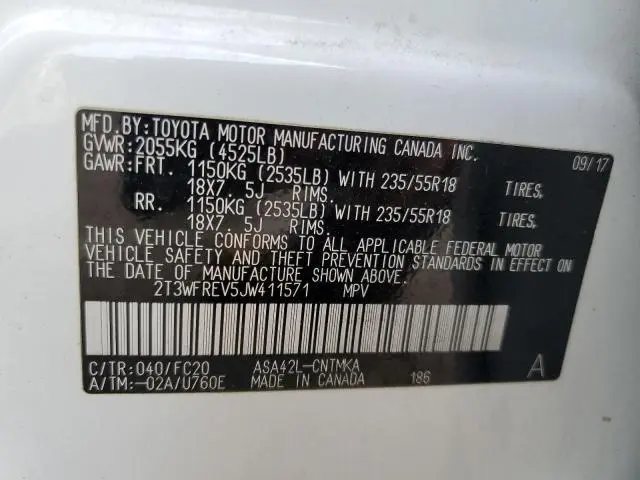 MFD.BY:TOYOTA MOTOR MANUFACTURING CANADA INC.
GVWR:2055KG (4525LB) 09/17
GAWR:FRT. 1150KG (2535LB) WITH 235/55R18 TIRES,
18X7.5J RIMS.
RR. 1150KG (2535LB) WITH 235/55R18 TIRES,
18X7.5J RIMS.
THIS VEHICLE CONFORMS TO ALL APPLICABLE FEDERAL MOTOR
VEHICLE SAFETY AND THEFT PREVENTION STANDARDS IN EFFECT ON
THE DATE OF MANUFACTURE SHOWN ABOVE.
2T3WFREV5JW411571 MPV
C/TR:040/FC20 ASA42L-CNTMKA
A/TM:-02A/U760E MADE IN CANADA 186 A